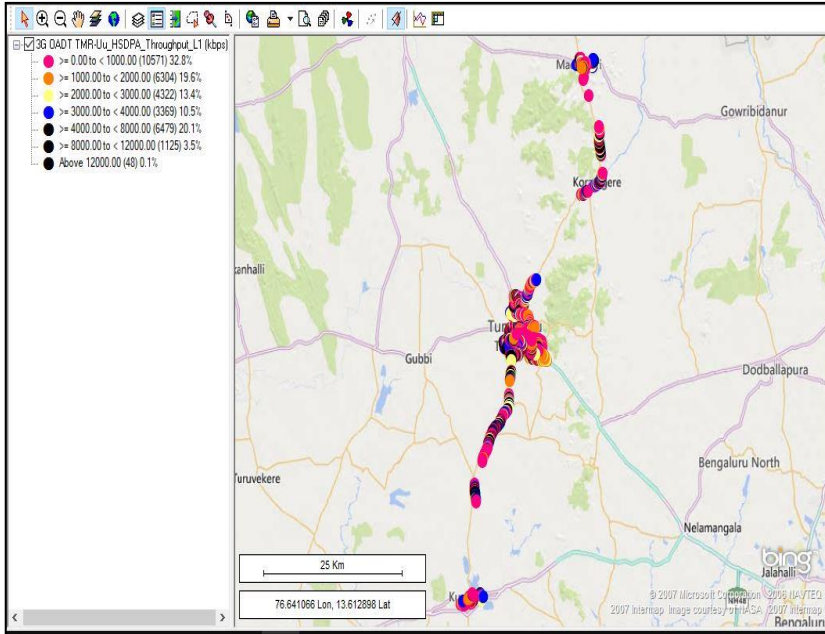 3G OADT TMR-Uu_HSDPA_Throughput_L1 (kbps)
>= 0.00 to < 1000.00 (10571) 32.8%
>= 1000.00 to < 2000.00 (6304) 19.6%
>= 2000.00 to < 3000.00 (4322) 13.4%
>= 3000.00 to < 4000.00 (3369) 10.5%
>= 4000.00 to < 8000.00 (6479) 20.1%
>= 8000.00 to < 12000.00 (1125) 3.5%
Above 12000.00 (48) 0.1%
Gowribidanur
Gubbi
Dodballapura
Bengaluru North
Nelamangala
bing
Jalahalli
NH48
25 Km
76.641066 Lon, 13.612898 Lat
© 2007 Microsoft Corporation
2007 Intermap Image courtesy of NASA
2007 Intermap